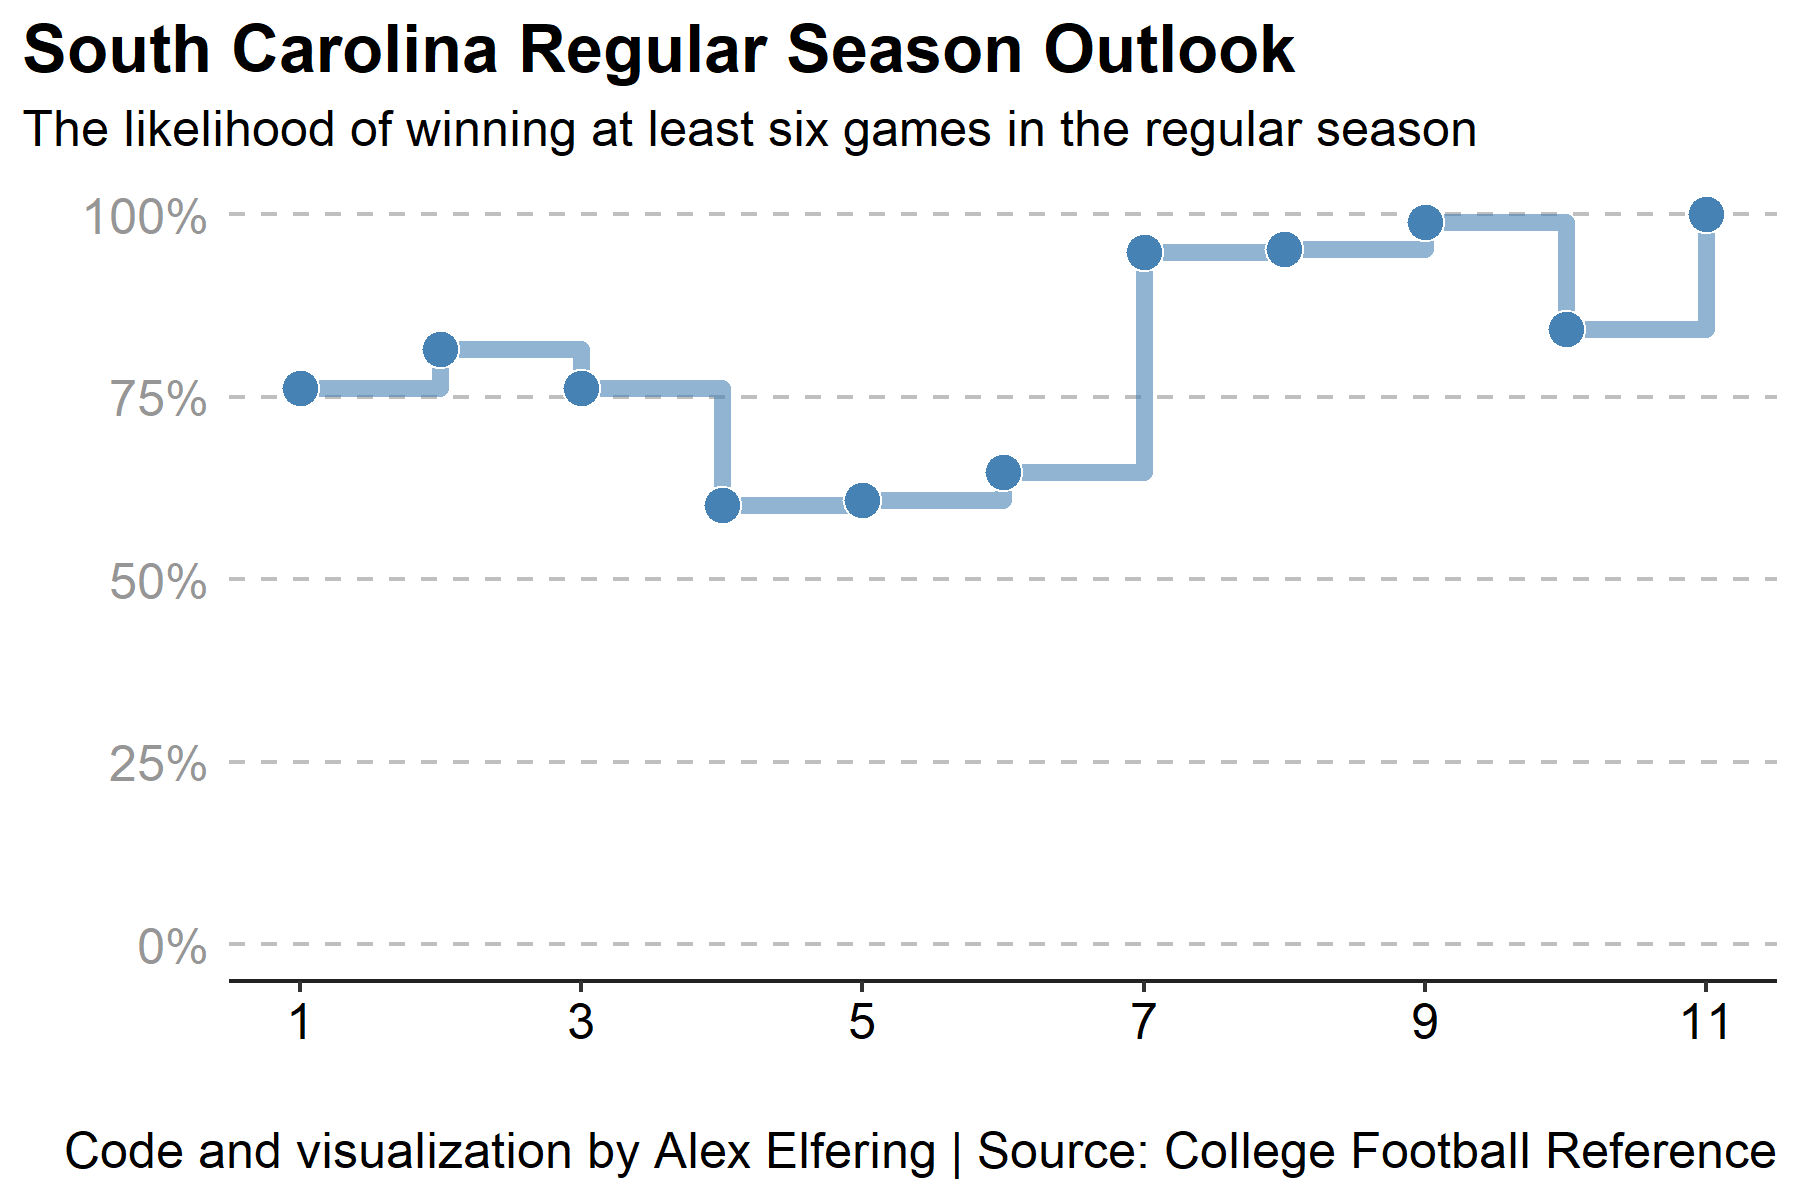 South Carolina Regular Season Outlook
The likelihood of winning at least six games in the regular season
100%
75%
50%
25%
0%
1 3 5 7 9 11
Code and visualization by Alex Elfering | Source: College Football Reference